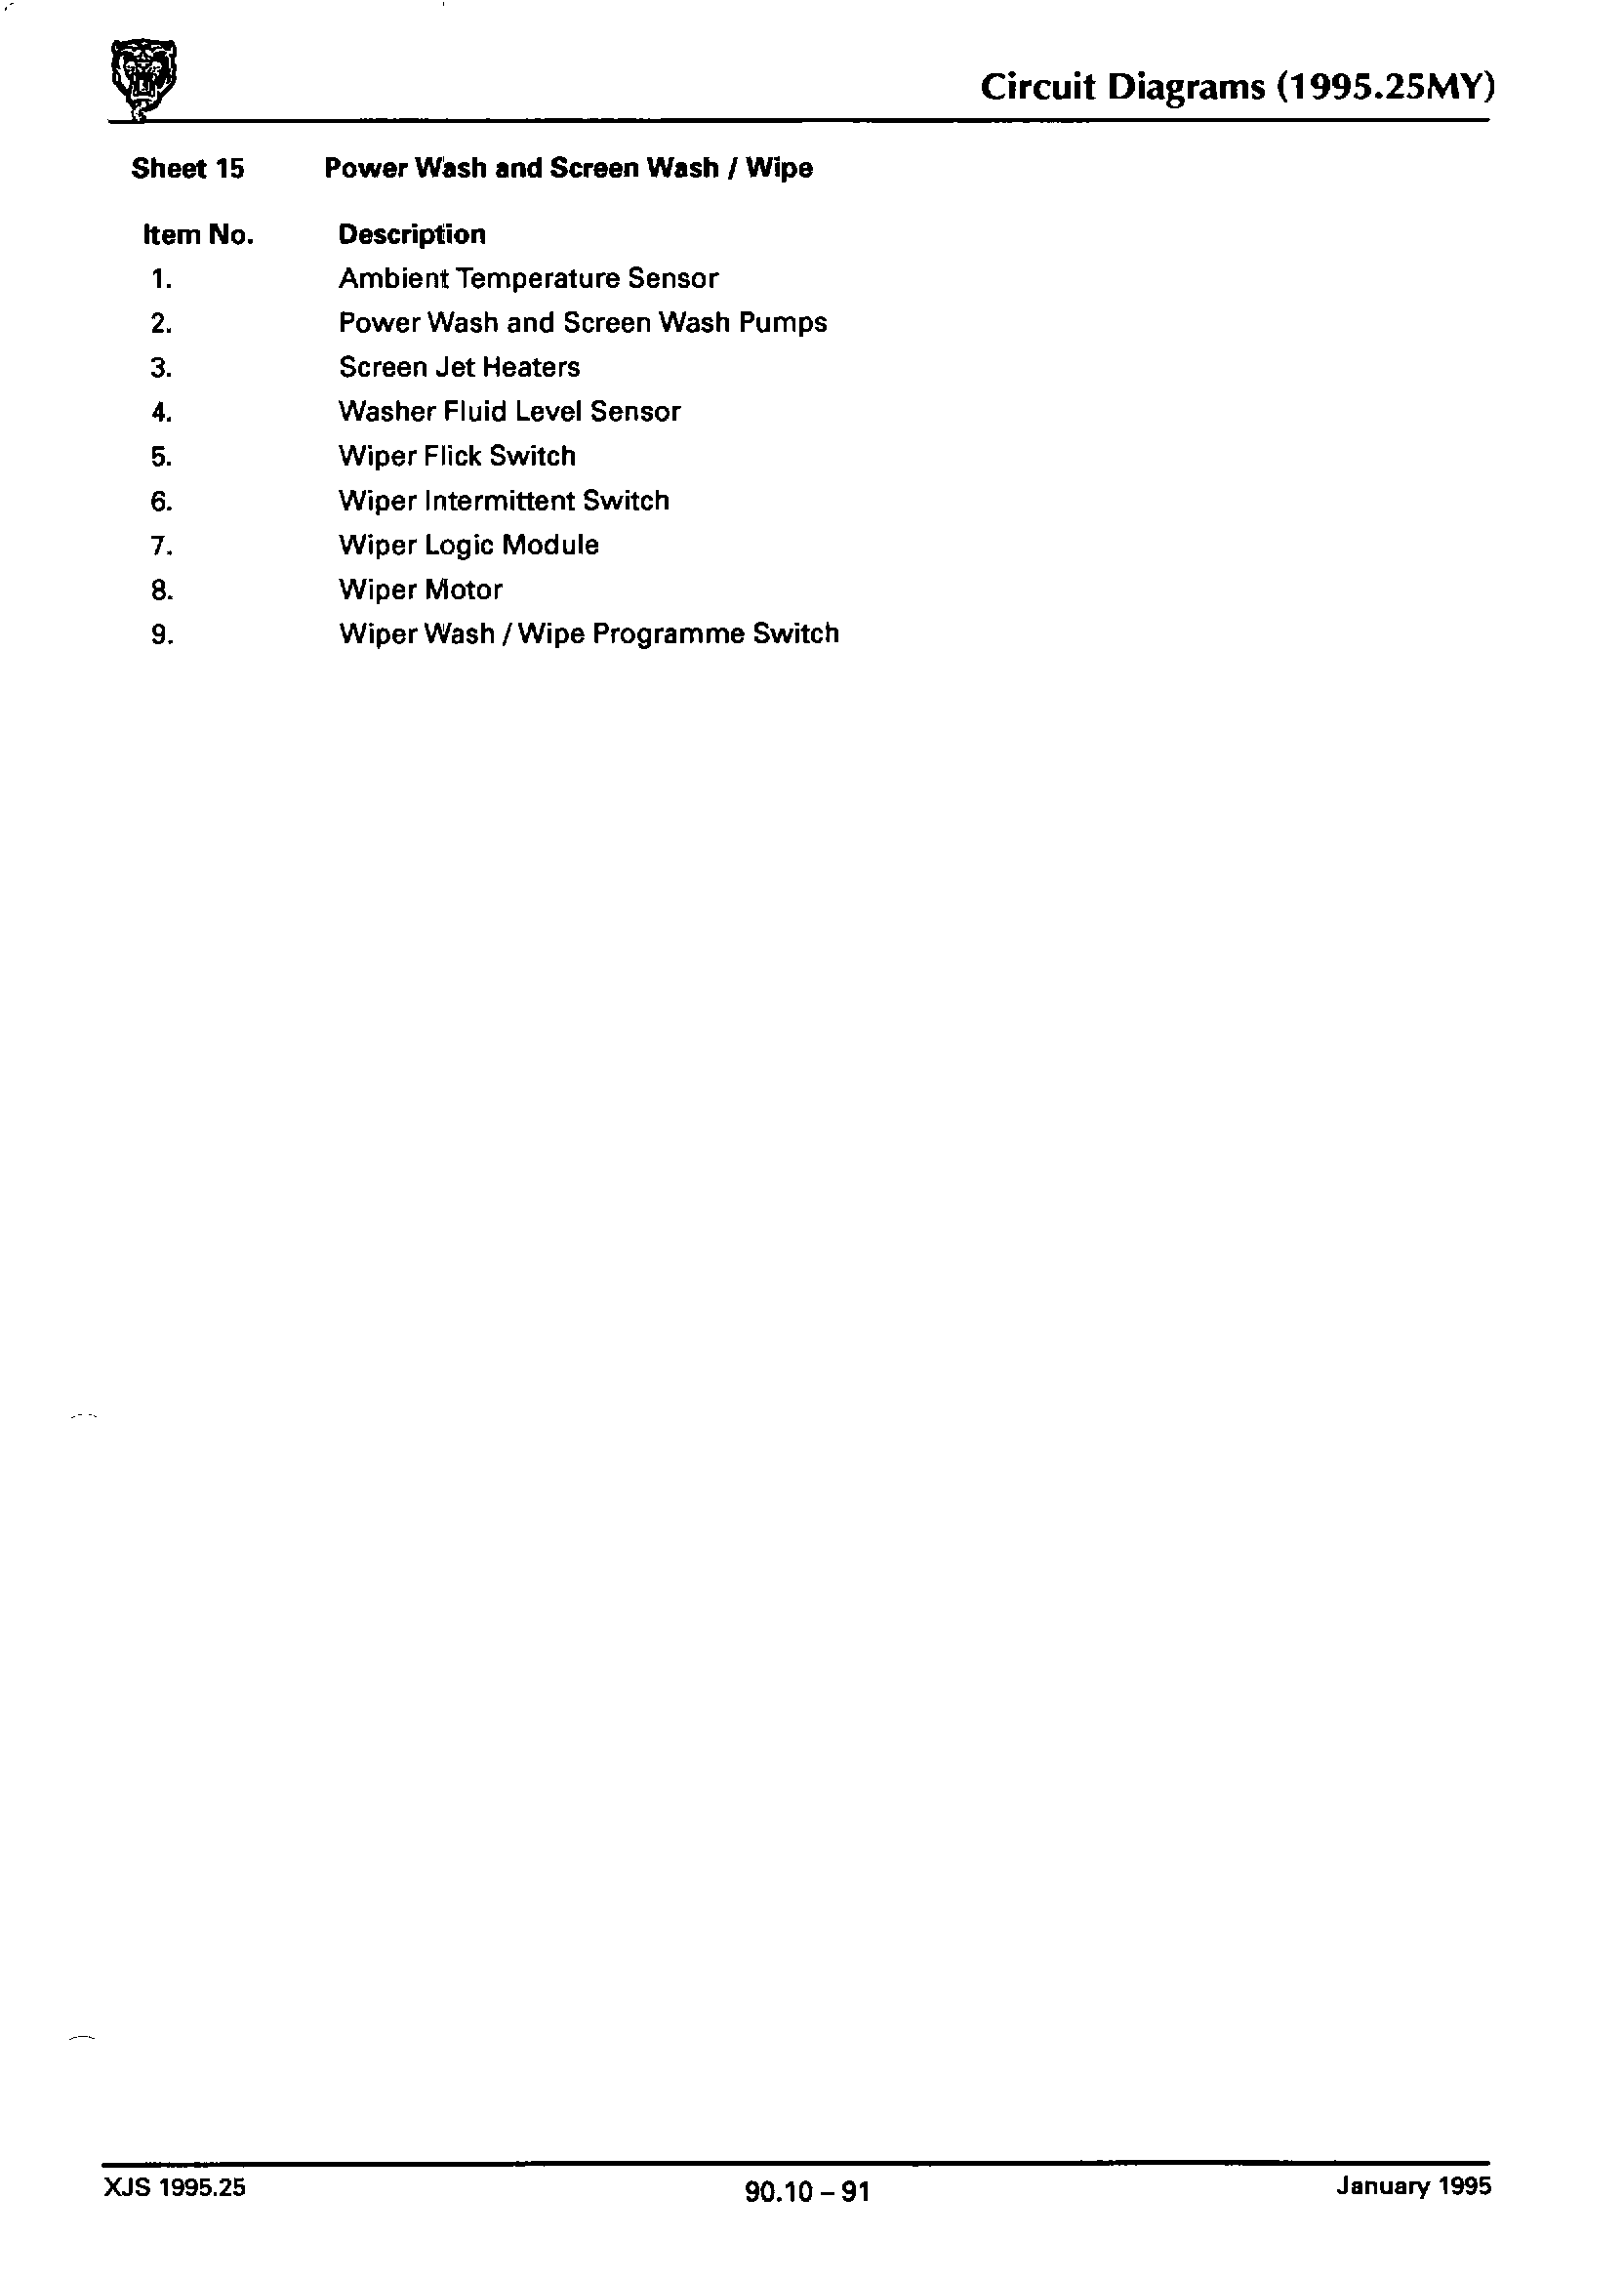 Circuit Diagrams (1995.25MY)
Sheet 15 Power Wash and Screen Wash / Wipe
Item No. Description
1. Ambient Temperature Sensor
2. Power Wash and Screen Wash Pumps
3. Screen Jet Heaters
4. Washer Fluid Level Sensor
5. Wiper Flick Switch
6. Wiper Intermittent Switch
7. Wiper Logic Module
8. Wiper Motor
9. Wiper Wash / Wipe Programme Switch
XJS 1995.25 90.10 – 91 January 1995